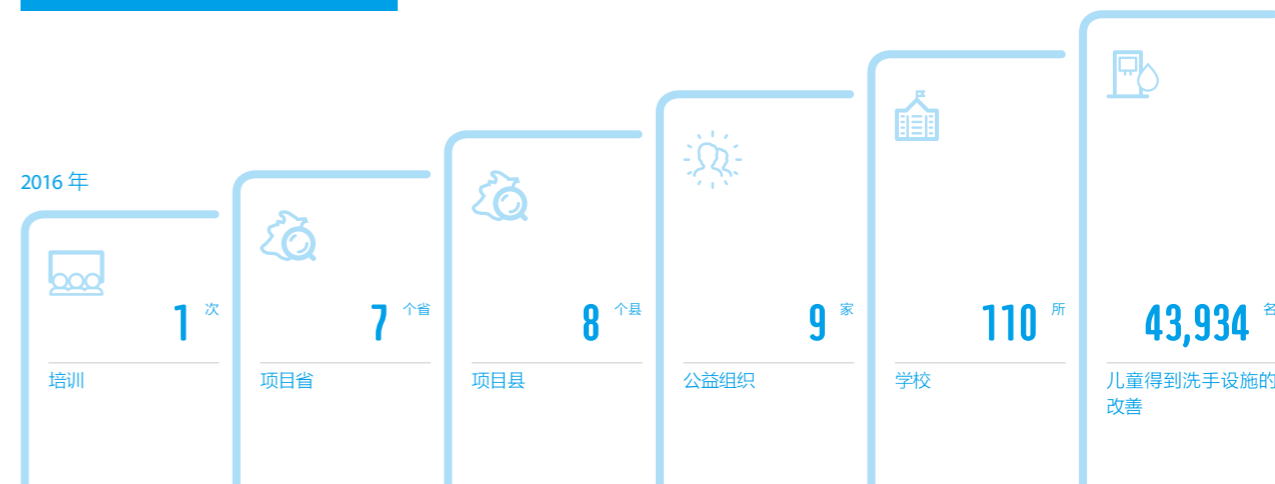 2016 年
1 次
培训
7 个省
项目省
8 个县
项目县
9 家
公益组织
110 所
学校
43,934 名
儿童得到洗手设施的
改善